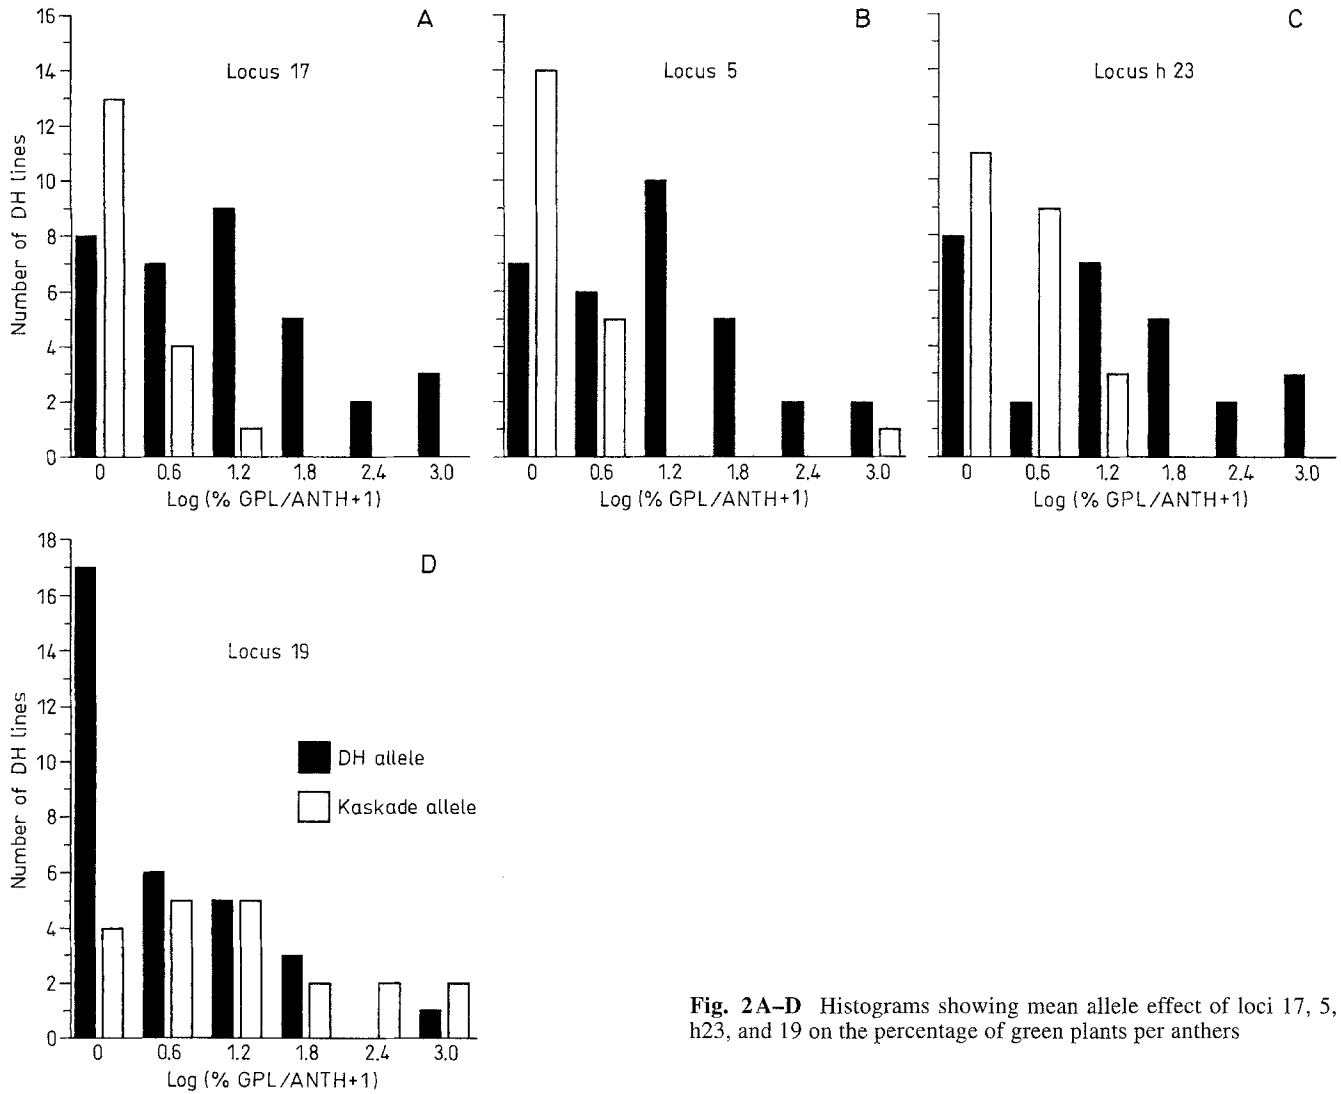 A
Locus 17
16
14
12
10
8
6
4
2
0
Number of DH lines
0 0.6 1.2 1.8 2.4 3.0
Log (% GPL/ANTH+1)
B
Locus 5
0 0.6 1.2 1.8 2.4 3.0
Log (% GPL/ANTH+1)
C
Locus h 23
0 0.6 1.2 1.8 2.4 3.0
Log (% GPL/ANTH+1)
D
Locus 19
18
16
14
12
10
8
6
4
2
0
Number of DH lines
DH allele
Kaskade allele
0 0.6 1.2 1.8 2.4 3.0
Log (% GPL/ANTH+1)
Fig. 2A–D Histograms showing mean allele effect of loci 17, 5,
h23, and 19 on the percentage of green plants per anthers